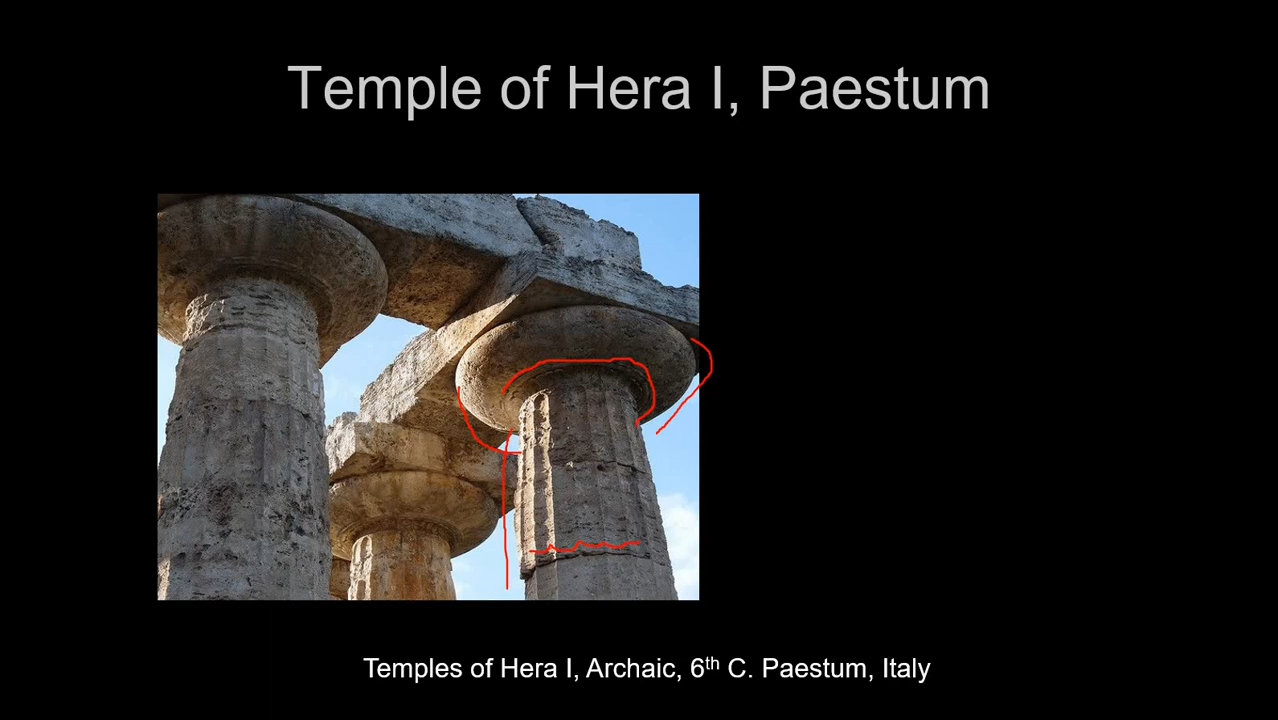 Temple of Hera I, Paestum
Temples of Hera I, Archaic, 6th C. Paestum, Italy